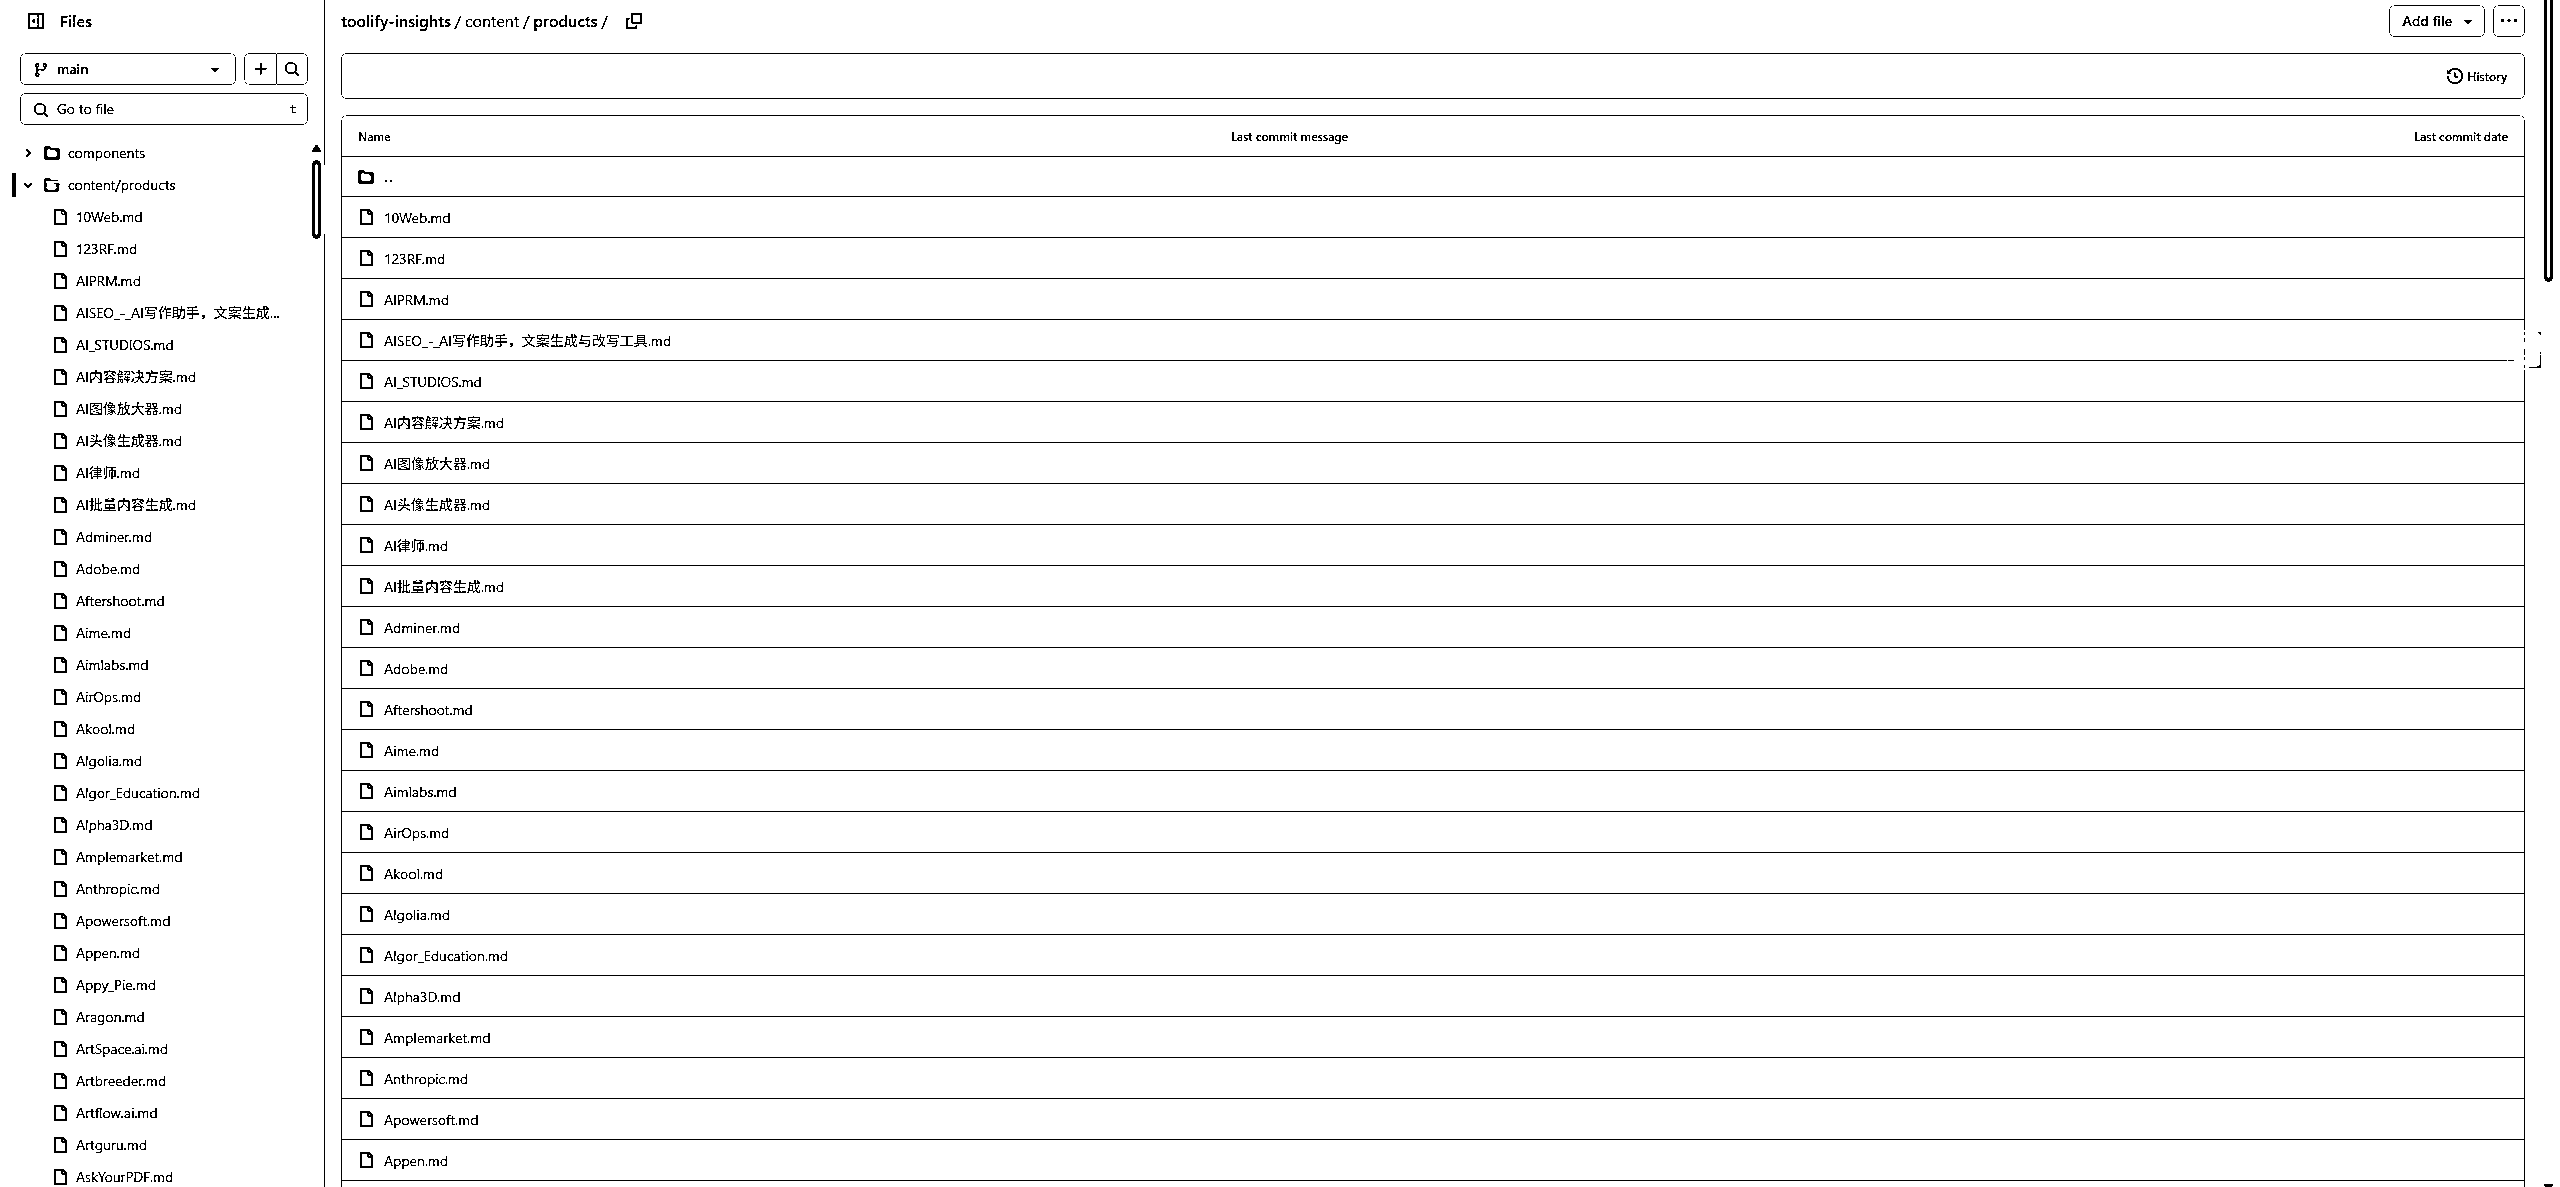 Files
main
Go to file
t
components
content/products
10Web.md
123RF.md
AIPRM.md
AISEO_-_AI写作助手，文案生成...
AI_STUDIOS.md
AI内容解决方案.md
AI图像放大器.md
AI头像生成器.md
AI律师.md
AI批量内容生成.md
Adminer.md
Adobe.md
Aftershoot.md
Aime.md
Aimlabs.md
AirOps.md
Akool.md
Algolia.md
Algor_Education.md
Alpha3D.md
Amplemarket.md
Anthropic.md
Apowersoft.md
Appen.md
Appy_Pie.md
Aragon.md
ArtSpace.ai.md
Artbreeder.md
Artflow.ai.md
Artguru.md
AskYourPDF.md
toolify-insights / content / products /
Add file
History
Name Last commit message Last commit date
..
10Web.md
123RF.md
AIPRM.md
AISEO_-_AI写作助手，文案生成与改写工具.md
AI_STUDIOS.md
AI内容解决方案.md
AI图像放大器.md
AI头像生成器.md
AI律师.md
AI批量内容生成.md
Adminer.md
Adobe.md
Aftershoot.md
Aime.md
Aimlabs.md
AirOps.md
Akool.md
Algolia.md
Algor_Education.md
Alpha3D.md
Amplemarket.md
Anthropic.md
Apowersoft.md
Appen.md